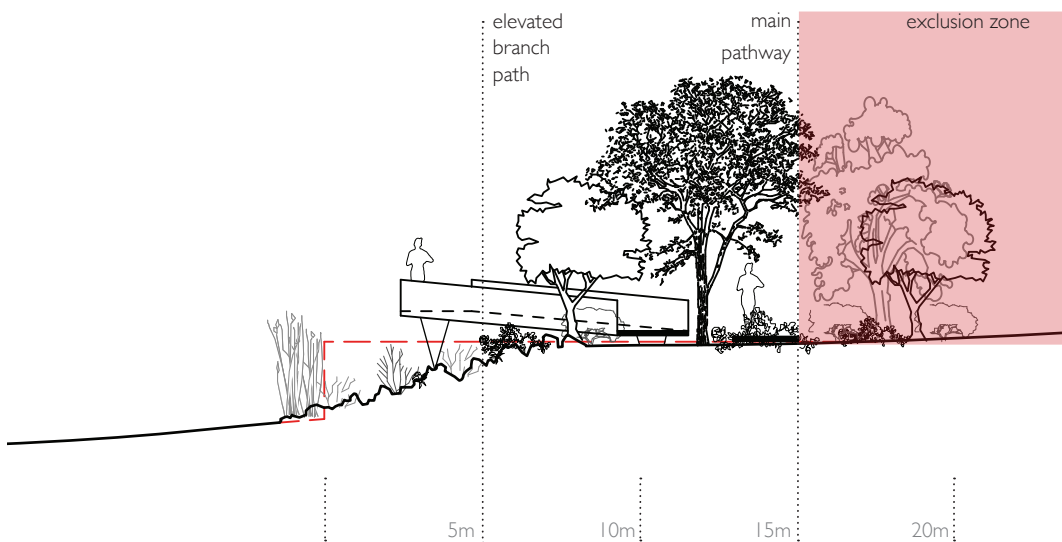 elevated
branch
path
main
pathway
exclusion zone
5m
10m
15m
20m